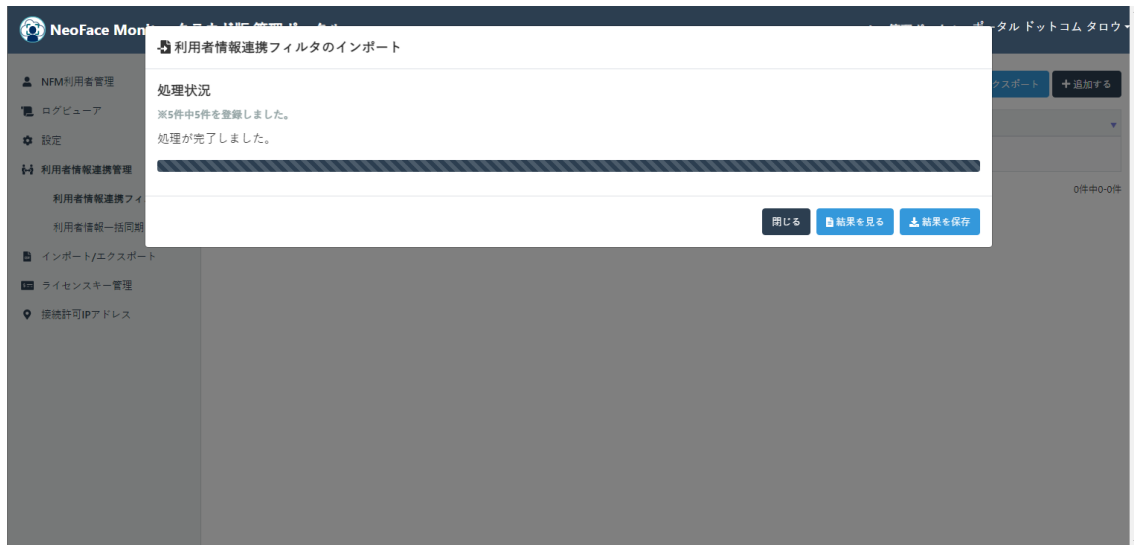 NeoFace Mon
ータル ドットコム タロウ
利用者情報連携フィルタのインポート
NFM利用者管理
ログビューア
設定
利用者情報連携管理
利用者情報連携フィ
利用者情報一括同期
インポート/エクスポート
ライセンスキー管理
接続許可IPアドレス
処理状況
※5件中5件を登録しました。
処理が完了しました。
閉じる
結果を見る
結果を保存
クスポート
追加する
0件中0-0件